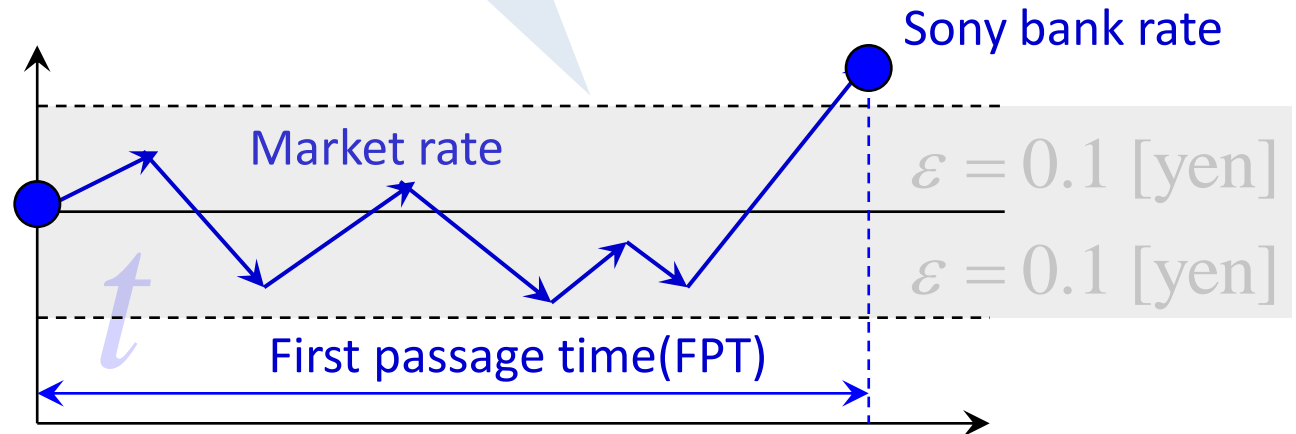 Sony bank rate
Market rate
ε = 0.1 [yen]
ε = 0.1 [yen]
t
First passage time(FPT)